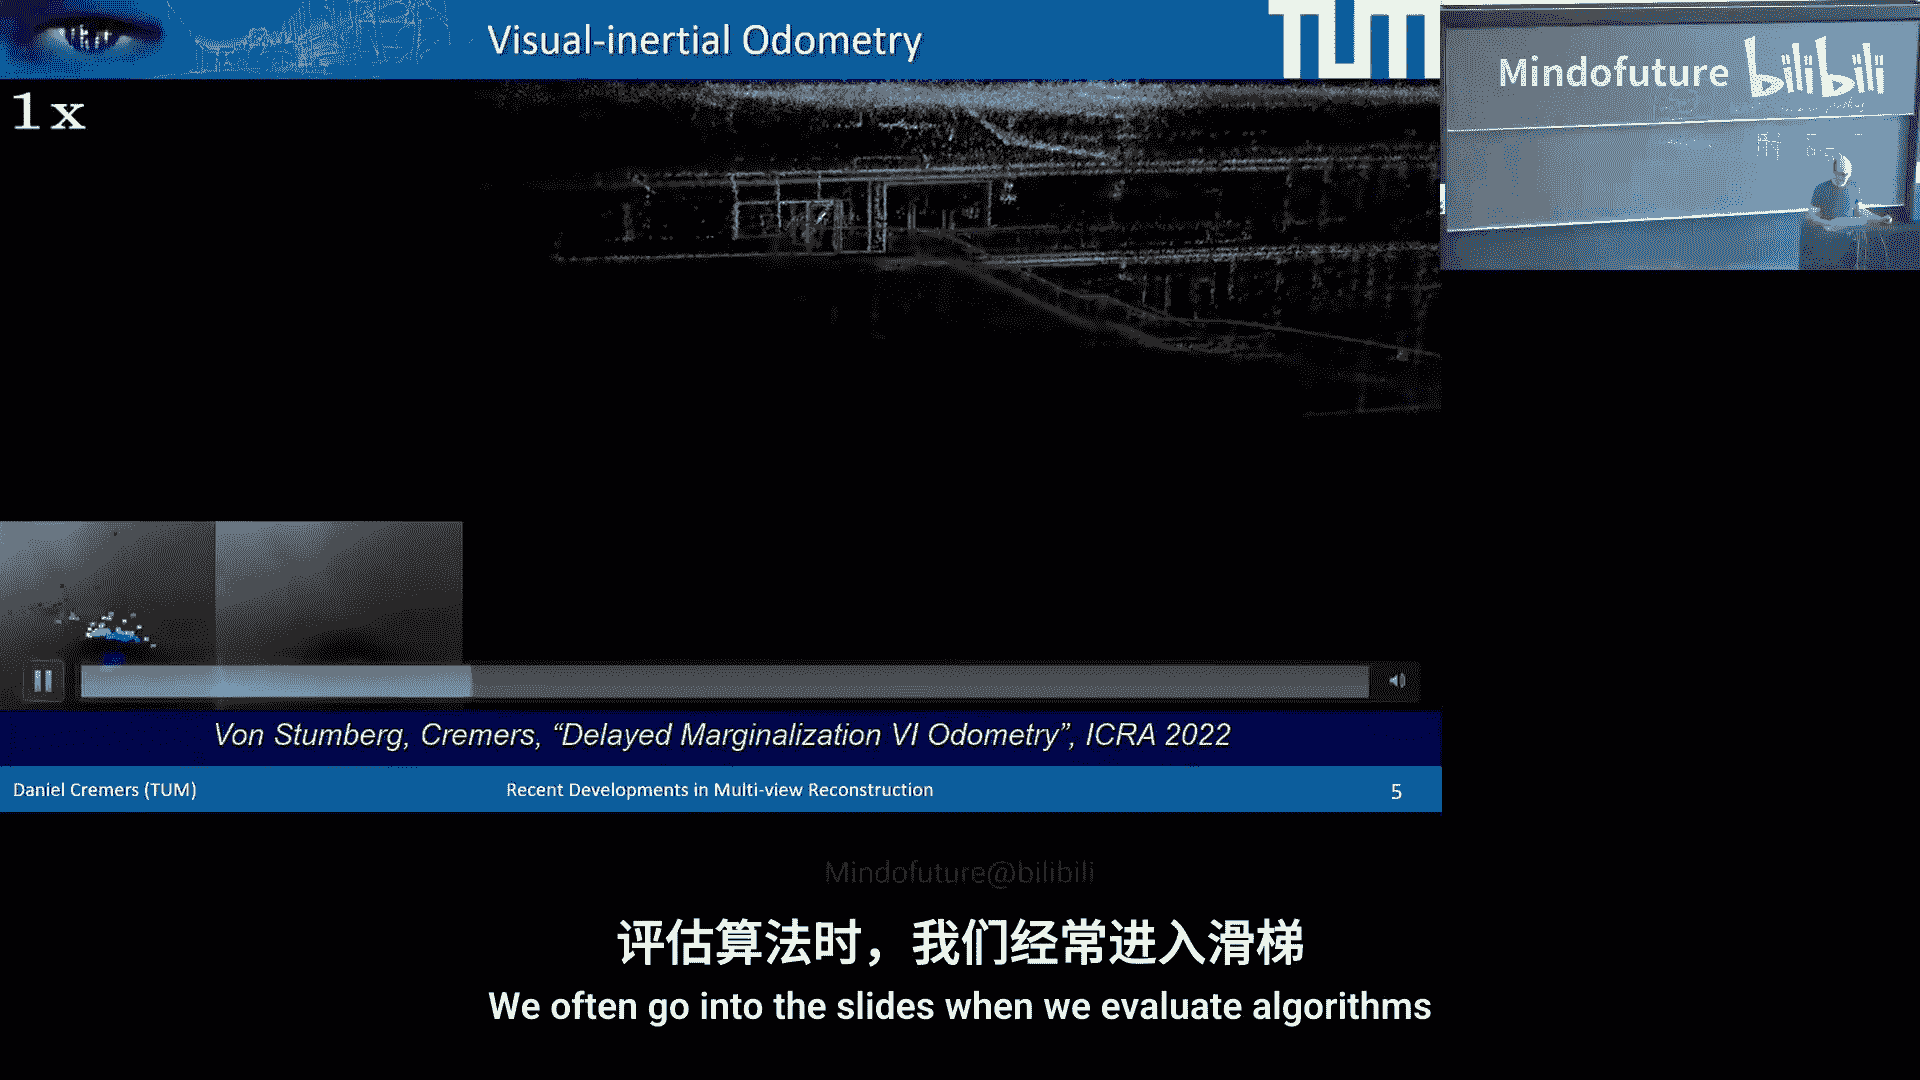 Visual-inertial Odometry
TUM
1x
Mindofuture bilibili
Von Stumberg, Cremers, “Delayed Marginalization VI Odometry”, ICRA 2022
Daniel Cremers (TUM)
Recent Developments in Multi-view Reconstruction
5
Mindofuture@bilibili
评估算法时，我们经常进入滑梯
We often go into the slides when we evaluate algorithms